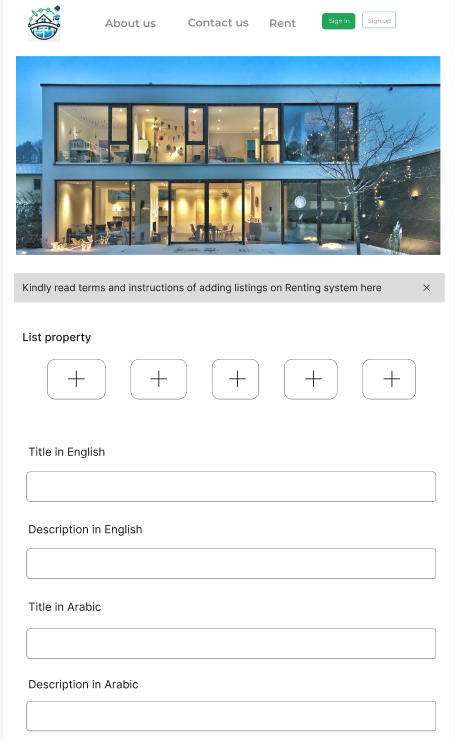 About us
Contact us
Rent
Sign In
Sign up
Kindly read terms and instructions of adding listings on Renting system here
List property
Title in English
Description in English
Title in Arabic
Description in Arabic